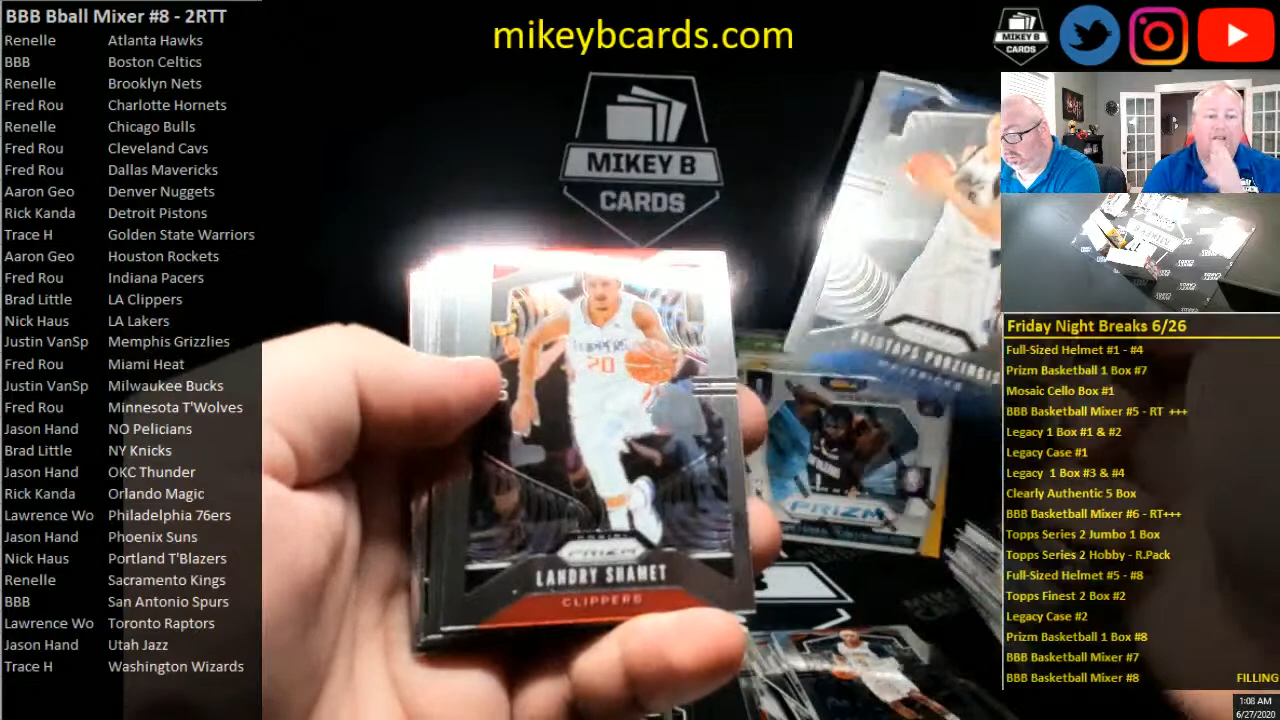 BBB Bball Mixer #8 - 2RTT
Renelle Atlanta Hawks
BBB Boston Celtics
Renelle Brooklyn Nets
Fred Rou Charlotte Hornets
Renelle Chicago Bulls
Fred Rou Cleveland Cavs
Fred Rou Dallas Mavericks
Aaron Geo Denver Nuggets
Rick Kanda Detroit Pistons
Trace H Golden State Warriors
Aaron Geo Houston Rockets
Fred Rou Indiana Pacers
Brad Little LA Clippers
Nick Haus LA Lakers
Justin VanSp Memphis Grizzlies
Fred Rou Miami Heat
Justin VanSp Milwaukee Bucks
Fred Rou Minnesota T'Wolves
Jason Hand NO Pelicians
Brad Little NY Knicks
Jason Hand OKC Thunder
Rick Kanda Orlando Magic
Lawrence Wo Philadelphia 76ers
Jason Hand Phoenix Suns
Nick Haus Portland T'Blazers
Renelle Sacramento Kings
BBB San Antonio Spurs
Lawrence Wo Toronto Raptors
Jason Hand Utah Jazz
Trace H Washington Wizards
mikeybcards.com
MIKEY B
CARDS
MIKEY B
CARDS
CLIPPERS
20
PRIZM
LANDRY SHAMET
CLIPPERS
KRISTAPS PORZINGIS
MAVERICKS
PRIZM
Friday Night Breaks 6/26
Full-Sized Helmet #1 - #4
Prizm Basketball 1 Box #7
Mosaic Cello Box #1
BBB Basketball Mixer #5 - RT +++
Legacy 1 Box #1 & #2
Legacy Case #1
Legacy 1 Box #3 & #4
Clearly Authentic 5 Box
BBB Basketball Mixer #6 - RT+++
Topps Series 2 Jumbo 1 Box
Topps Series 2 Hobby - R.Pack
Full-Sized Helmet #5 - #8
Topps Finest 2 Box #2
Legacy Case #2
Prizm Basketball 1 Box #8
BBB Basketball Mixer #7
BBB Basketball Mixer #8 FILLING
1:08 AM
6/27/2020